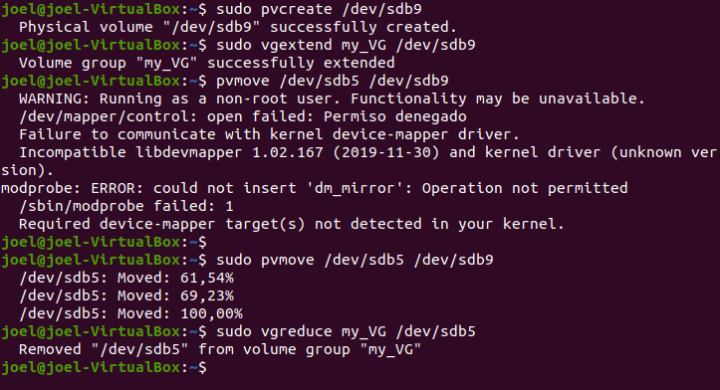 joel@joel-VirtualBox:~$ sudo pvcreate /dev/sdb9
  Physical volume "/dev/sdb9" successfully created.
joel@joel-VirtualBox:~$ sudo vgextend my_VG /dev/sdb9
  Volume group "my_VG" successfully extended
joel@joel-VirtualBox:~$ pvmove /dev/sdb5 /dev/sdb9
  WARNING: Running as a non-root user. Functionality may be unavailable.
  /dev/mapper/control: open failed: Permiso denegado
  Failure to communicate with kernel device-mapper driver.
  Incompatible libdevmapper 1.02.167 (2019-11-30) and kernel driver (unknown ver
sion).
modprobe: ERROR: could not insert 'dm_mirror': Operation not permitted
  /sbin/modprobe failed: 1
  Required device-mapper target(s) not detected in your kernel.
joel@joel-VirtualBox:~$
joel@joel-VirtualBox:~$ sudo pvmove /dev/sdb5 /dev/sdb9
  /dev/sdb5: Moved: 61,54%
  /dev/sdb5: Moved: 69,23%
  /dev/sdb5: Moved: 100,00%
joel@joel-VirtualBox:~$ sudo vgreduce my_VG /dev/sdb5
  Removed "/dev/sdb5" from volume group "my_VG"
joel@joel-VirtualBox:~$